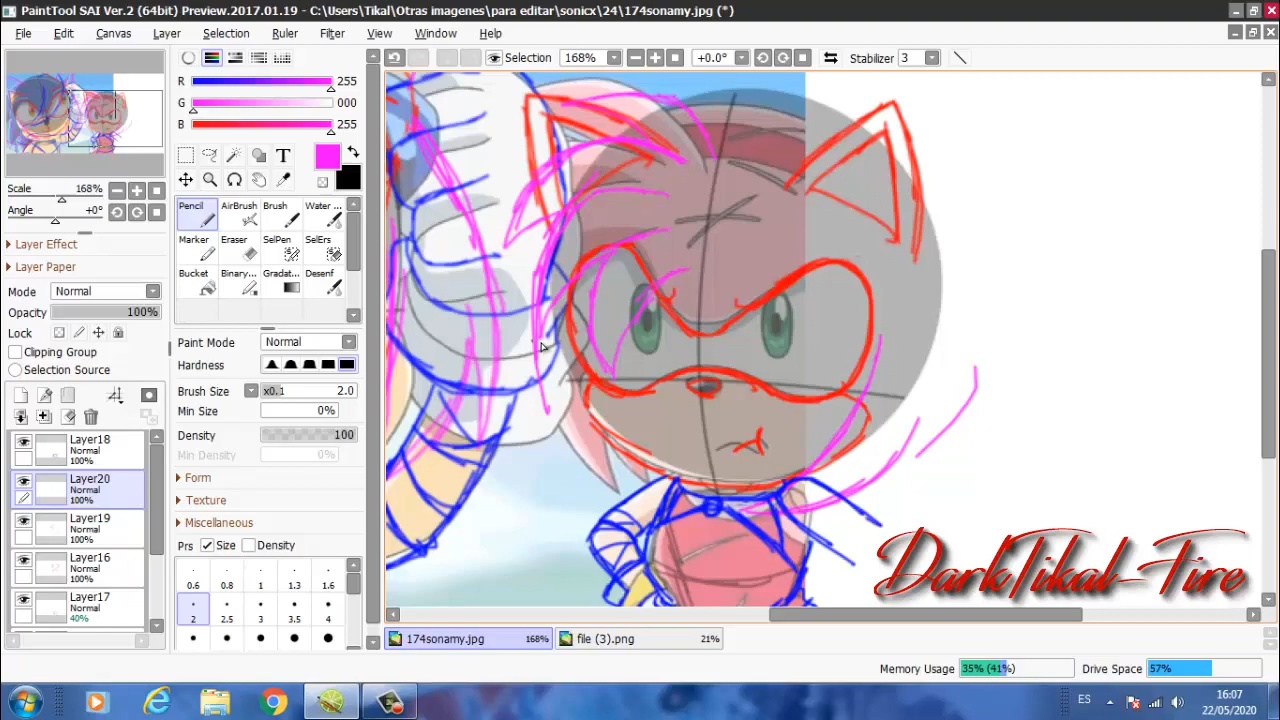 PaintTool SAI Ver.2 (64bit) Preview.2017.01.19 - C:\Users\Tikal\Otras imagenes\para editar\sonicx\24\174sonamy.jpg (*)
File Edit Canvas Layer Selection Ruler Filter View Window Help
Selection 168% +0.0° Stabilizer 3
R 255
G 000
B 255
T
Scale 168%
Angle +0°
Layer Effect
Layer Paper
Mode Normal
Opacity 100%
Lock
Clipping Group
Selection Source
Layer18
Normal
100%
Layer20
Normal
100%
Layer19
Normal
100%
Layer16
Normal
100%
Layer17
Normal
40%
Pencil AirBrush Brush Water ...
Marker Eraser SelPen SelErs
Bucket Binary... Gradat... Desenf
Paint Mode Normal
Hardness
Brush Size x0.1 2.0
Min Size 0%
Density 100
Min Density 0%
Form
Texture
Miscellaneous
Prs Size Density
0.6 0.8 1 1.3 1.6
2 2.5 3 3.5 4
DarkTikal-Fire
174sonamy.jpg 168% file (3).png 21%
Memory Usage 35% (41%) Drive Space 57%
ES 16:07
22/05/2020